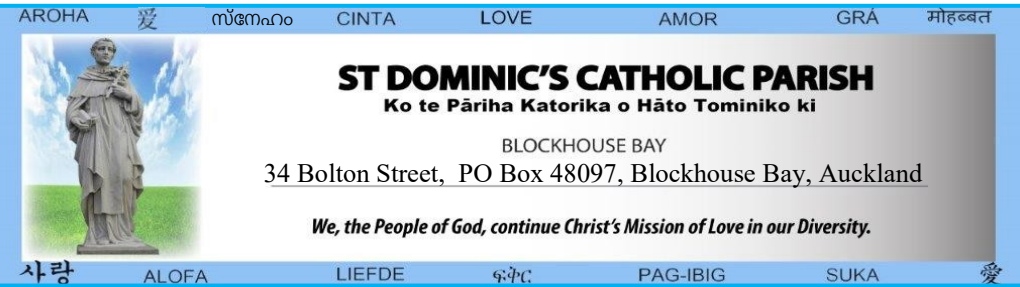 AROHA 爱 സ്നേഹം CINTA LOVE AMOR GRÁ मोहब्बत
ST DOMINIC'S CATHOLIC PARISH
Ko te Pāriha Katorika o Hāto Tominiko ki
BLOCKHOUSE BAY
34 Bolton Street, PO Box 48097, Blockhouse Bay, Auckland
We, the People of God, continue Christ's Mission of Love in our Diversity.
사랑 ALOFA LIEFDE ፍቅር PAG-IBIG SUKA 愛